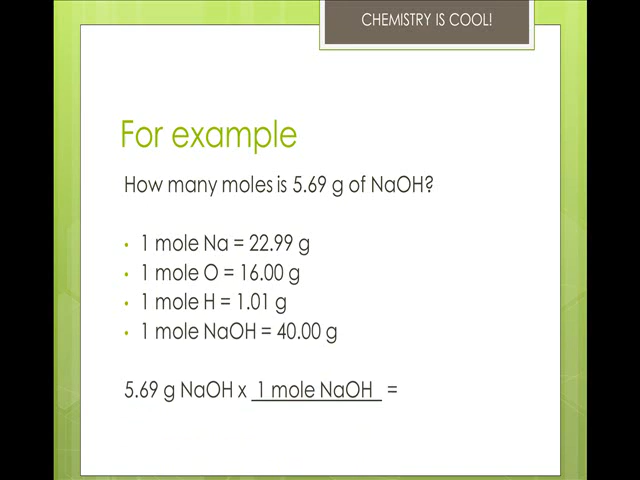 CHEMISTRY IS COOL!
For example
How many moles is 5.69 g of NaOH?
• 1 mole Na = 22.99 g
• 1 mole O = 16.00 g
• 1 mole H = 1.01 g
• 1 mole NaOH = 40.00 g
5.69 g NaOH x 1 mole NaOH =